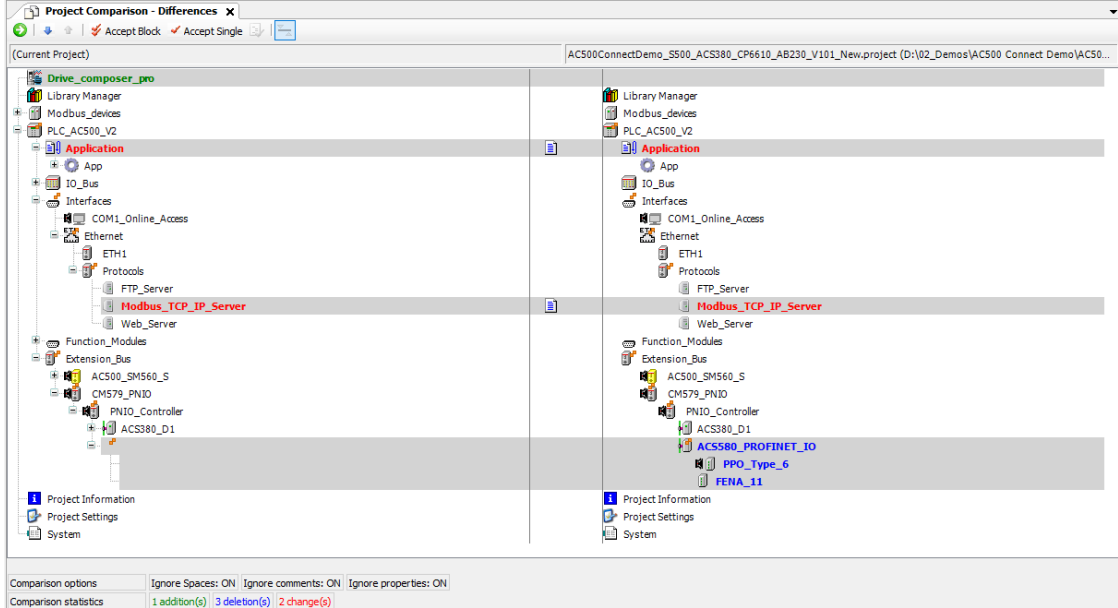 Project Comparison - Differences
Accept Block Accept Single
(Current Project) AC500ConnectDemo_S500_ACS380_CP6610_AB230_V101_New.project (D:\02_Demos\AC500 Connect Demo\AC50...
Drive_composer_pro
Library Manager Library Manager
Modbus_devices Modbus_devices
PLC_AC500_V2 PLC_AC500_V2
Application Application
App App
IO_Bus IO_Bus
Interfaces Interfaces
COM1_Online_Access COM1_Online_Access
Ethernet Ethernet
ETH1 ETH1
Protocols Protocols
FTP_Server FTP_Server
Modbus_TCP_IP_Server Modbus_TCP_IP_Server
Web_Server Web_Server
Function_Modules Function_Modules
Extension_Bus Extension_Bus
AC500_SM560_S AC500_SM560_S
CM579_PNIO CM579_PNIO
PNIO_Controller PNIO_Controller
ACS380_D1 ACS380_D1
ACS580_PROFINET_IO
PPO_Type_6
FENA_11
Project Information Project Information
Project Settings Project Settings
System System
Comparison options Ignore Spaces: ON Ignore comments: ON Ignore properties: ON
Comparison statistics 1 addition(s) 3 deletion(s) 2 change(s)